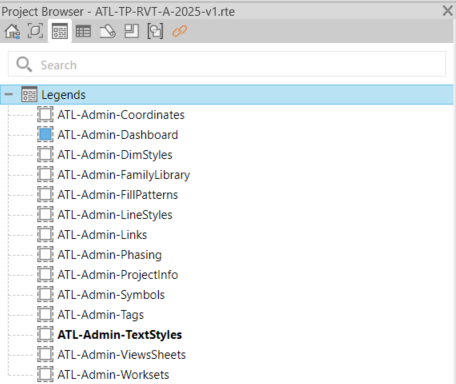 Project Browser - ATL-TP-RVT-A-2025-v1.rte
Search
Legends
ATL-Admin-Coordinates
ATL-Admin-Dashboard
ATL-Admin-DimStyles
ATL-Admin-FamilyLibrary
ATL-Admin-FillPatterns
ATL-Admin-LineStyles
ATL-Admin-Links
ATL-Admin-Phasing
ATL-Admin-ProjectInfo
ATL-Admin-Symbols
ATL-Admin-Tags
ATL-Admin-TextStyles
ATL-Admin-ViewsSheets
ATL-Admin-Worksets